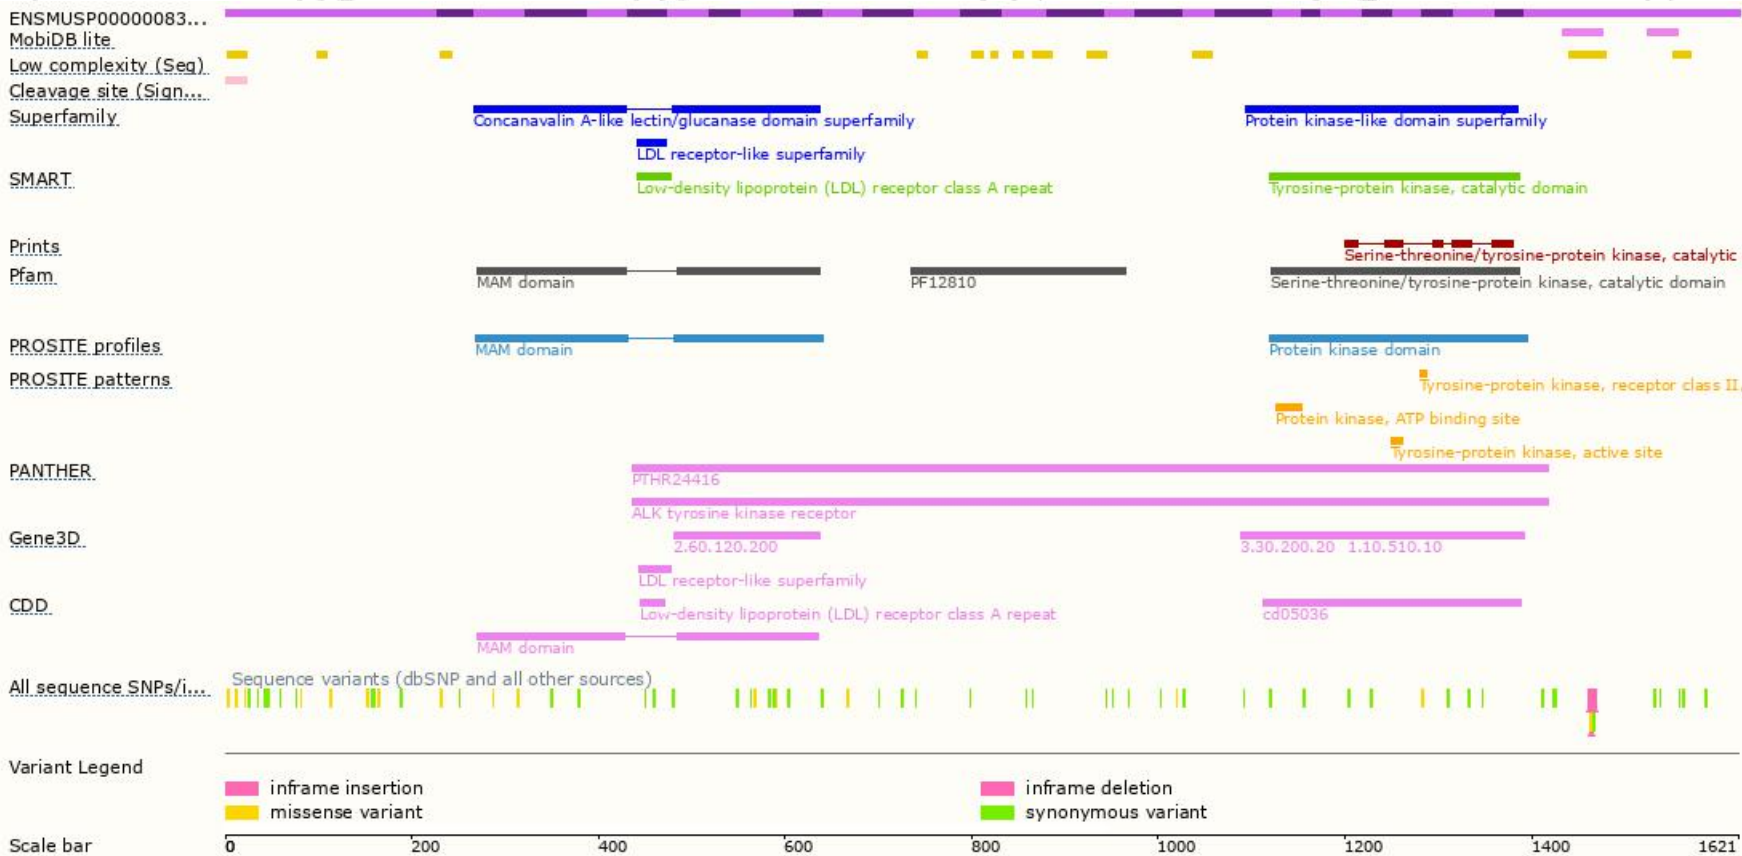 ENSMUSP00000083...
MobiDB lite
Low complexity (Seg)
Cleavage site (Sign...
Superfamily
Concanavalin A-like lectin/glucanase domain superfamily
Protein kinase-like domain superfamily
LDL receptor-like superfamily
SMART
Low-density lipoprotein (LDL) receptor class A repeat
Tyrosine-protein kinase, catalytic domain
Prints
Serine-threonine/tyrosine-protein kinase, catalytic
Pfam
MAM domain
PF12810
Serine-threonine/tyrosine-protein kinase, catalytic domain
PROSITE profiles
MAM domain
Protein kinase domain
PROSITE patterns
Tyrosine-protein kinase, receptor class II.
Protein kinase, ATP binding site
Tyrosine-protein kinase, active site
PANTHER
PTHR24416
ALK tyrosine kinase receptor
Gene3D
2.60.120.200
3.30.200.20 1.10.510.10
LDL receptor-like superfamily
CDD
Low-density lipoprotein (LDL) receptor class A repeat
cd05036
MAM domain
Sequence variants (dbSNP and all other sources)
All sequence SNPs/i...
Variant Legend
inframe insertion
inframe deletion
missense variant
synonymous variant
Scale bar
0 200 400 600 800 1000 1200 1400 1621